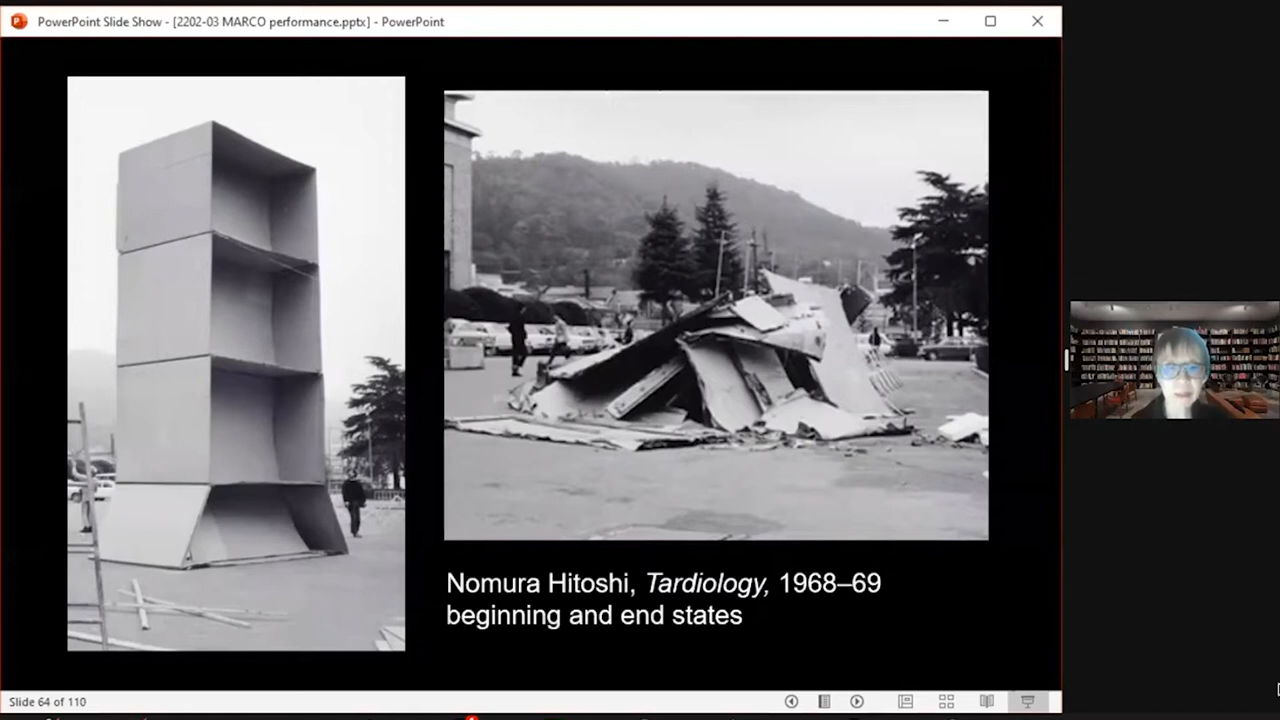 PowerPoint Slide Show - [2202-03 MARCO performance.pptx] - PowerPoint
Nomura Hitoshi, Tardiology, 1968–69
beginning and end states
Slide 64 of 110